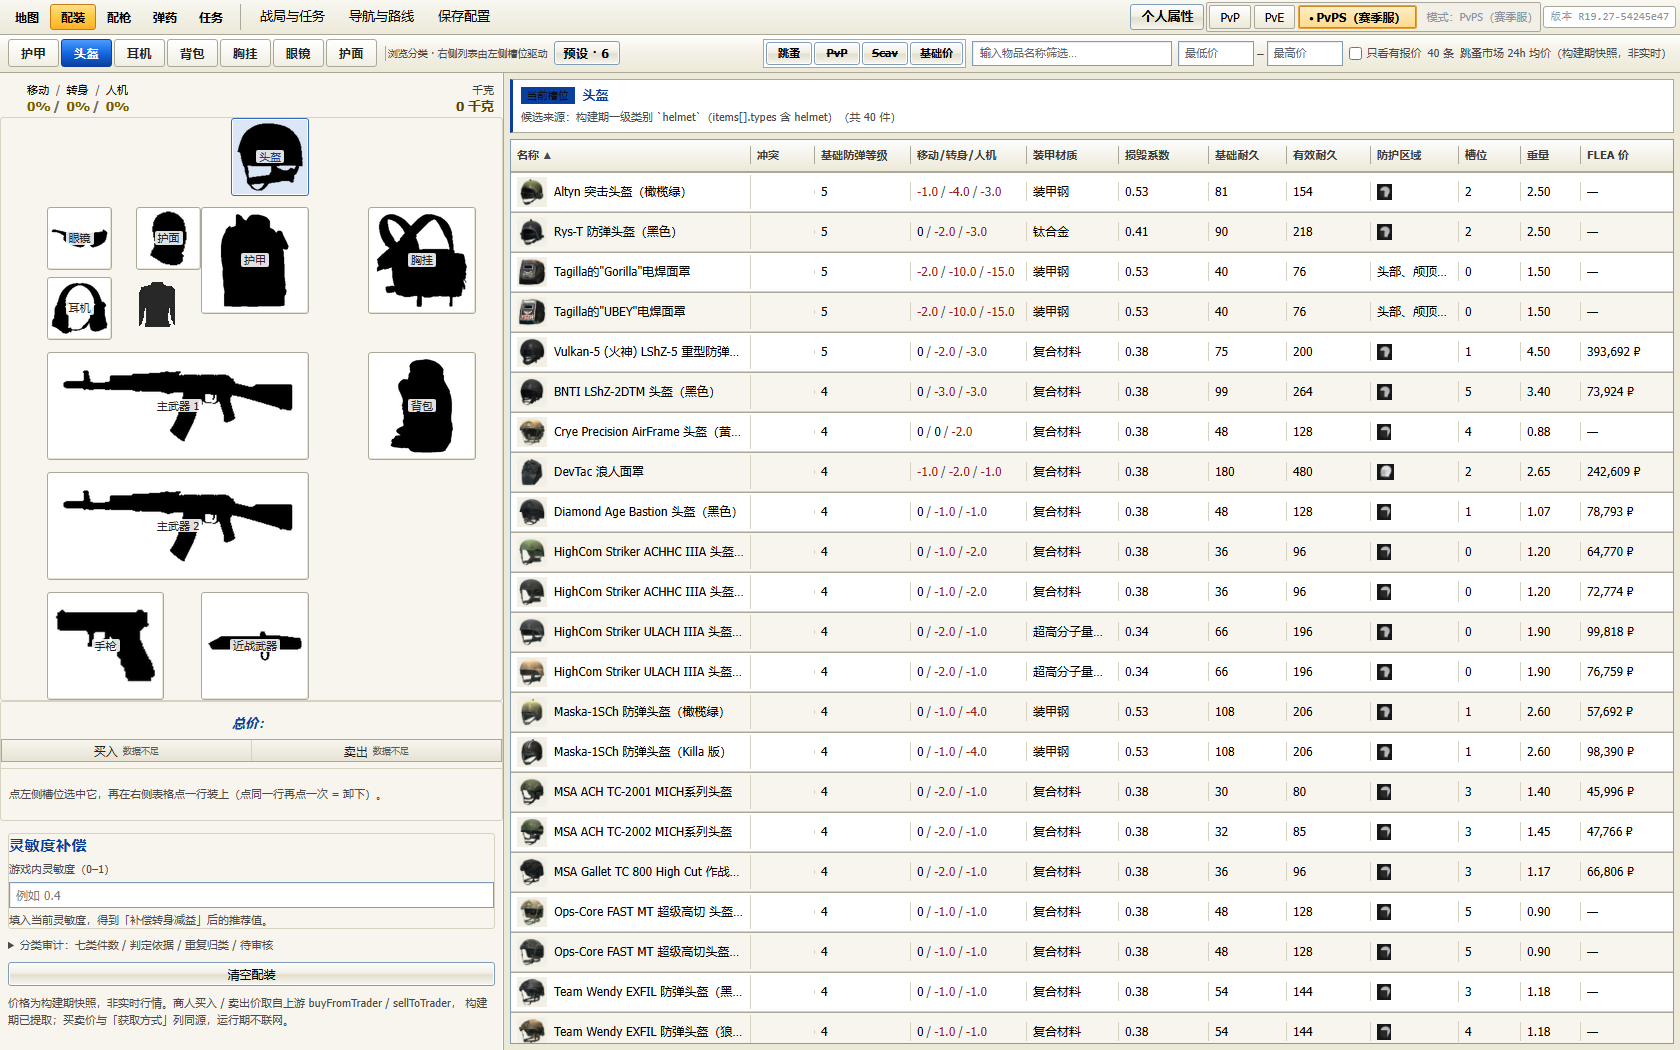 地图 配装 配枪 弹药 任务 战局与任务 导航与路线 保存配置 个人属性 PvP PvE • PvPS（赛季服） 模式：PvPS（赛季服） 版本 R19.27-54245e47
护甲 头盔 耳机 背包 胸挂 眼镜 护面 浏览分类 · 右侧列表由左侧槽位驱动 预设 · 6 跳蚤 PvP Scav 基础价 输入物品名称筛选... 最低价 – 最高价 只看有报价 40 条 跳蚤市场 24h 均价（构建期快照，非实时）
移动 / 转身 / 人机 千克
0% / 0% / 0% 0 千克
头盔
眼镜 护面 护甲 胸挂
耳机
主武器 1 背包
主武器 2
手枪 近战武器
总价：
买入 数据不足 卖出 数据不足
点左侧槽位选中它，再在右侧表格点一行装上（点同一行再点一次 = 卸下）。
灵敏度补偿
游戏内灵敏度（0–1）
例如 0.4
填入当前灵敏度，得到「补偿转身减益」后的推荐值。
▶ 分类审计：七类件数 / 判定依据 / 重复归类 / 待审核
清空配装
价格为构建期快照，非实时行情。商人买入 / 卖出价取自上游 buyFromTrader / sellToTrader， 构建
期已提取；买卖价与「获取方式」列同源，运行期不联网。
当前槽位 头盔
候选来源：构建期一级类别 `helmet`（items[].types 含 helmet）（共 40 件）
名称 ▲ 冲突 基础防弹等级 移动/转身/人机 装甲材质 损毁系数 基础耐久 有效耐久 防护区域 槽位 重量 FLEA 价
Altyn 突击头盔（橄榄绿） 5 -1.0 / -4.0 / -3.0 装甲钢 0.53 81 154 2 2.50 —
Rys-T 防弹头盔（黑色） 5 0 / -2.0 / -3.0 钛合金 0.41 90 218 2 2.50 —
Tagilla的"Gorilla"电焊面罩 5 -2.0 / -10.0 / -15.0 装甲钢 0.53 40 76 头部、颅顶... 0 1.50 —
Tagilla的"UBEY"电焊面罩 5 -2.0 / -10.0 / -15.0 装甲钢 0.53 40 76 头部、颅顶... 0 1.50 —
Vulkan-5 (火神) LShZ-5 重型防弹... 5 0 / -2.0 / -3.0 复合材料 0.38 75 200 1 4.50 393,692 ₽
BNTI LShZ-2DTM 头盔（黑色） 4 0 / -3.0 / -3.0 复合材料 0.38 99 264 5 3.40 73,924 ₽
Crye Precision AirFrame 头盔（黄... 4 0 / 0 / -2.0 复合材料 0.38 48 128 4 0.88 —
DevTac 浪人面罩 4 -1.0 / -2.0 / -1.0 复合材料 0.38 180 480 2 2.65 242,609 ₽
Diamond Age Bastion 头盔（黑色） 4 0 / -1.0 / -1.0 复合材料 0.38 48 128 1 1.07 78,793 ₽
HighCom Striker ACHHC IIIA 头盔... 4 0 / -1.0 / -2.0 复合材料 0.38 36 96 0 1.20 64,770 ₽
HighCom Striker ACHHC IIIA 头盔... 4 0 / -1.0 / -2.0 复合材料 0.38 36 96 0 1.20 72,774 ₽
HighCom Striker ULACH IIIA 头盔... 4 0 / -2.0 / -1.0 超高分子量... 0.34 66 196 0 1.90 99,818 ₽
HighCom Striker ULACH IIIA 头盔... 4 0 / -2.0 / -1.0 超高分子量... 0.34 66 196 0 1.90 76,759 ₽
Maska-1SCh 防弹头盔（橄榄绿） 4 0 / -1.0 / -4.0 装甲钢 0.53 108 206 1 2.60 57,692 ₽
Maska-1SCh 防弹头盔（Killa 版） 4 0 / -1.0 / -4.0 装甲钢 0.53 108 206 1 2.60 98,390 ₽
MSA ACH TC-2001 MICH系列头盔 4 0 / -2.0 / -1.0 复合材料 0.38 30 80 3 1.40 45,996 ₽
MSA ACH TC-2002 MICH系列头盔 4 0 / -2.0 / -1.0 复合材料 0.38 32 85 3 1.45 47,766 ₽
MSA Gallet TC 800 High Cut 作战... 4 0 / -2.0 / -1.0 复合材料 0.38 36 96 3 1.17 66,806 ₽
Ops-Core FAST MT 超级高切 头盔... 4 0 / -1.0 / -1.0 复合材料 0.38 48 128 5 0.90 —
Ops-Core FAST MT 超级高切头盔... 4 0 / -1.0 / -1.0 复合材料 0.38 48 128 5 0.90 —
Team Wendy EXFIL 防弹头盔（黑... 4 0 / -1.0 / -1.0 复合材料 0.38 54 144 3 1.18 —
Team Wendy EXFIL 防弹头盔（狼... 4 0 / -1.0 / -1.0 复合材料 0.38 54 144 4 1.18 —